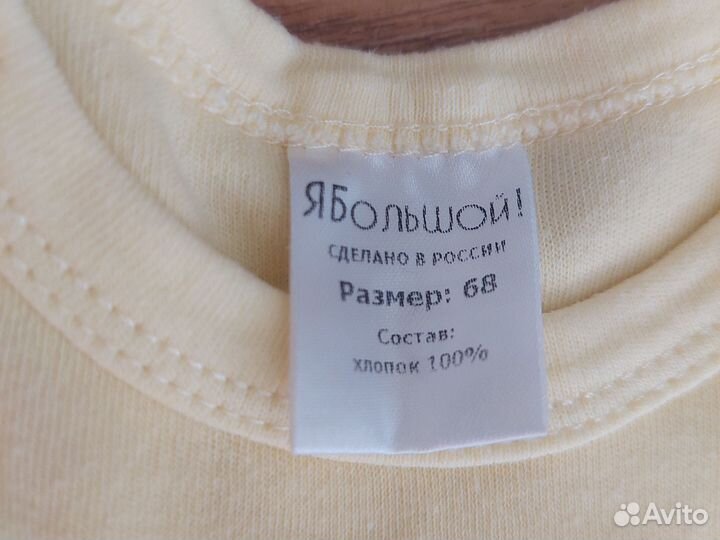 ЯБольшой!
СДЕЛАНО В РОССИИ
Размер: 68
Состав:
хлопок 100%
Avito